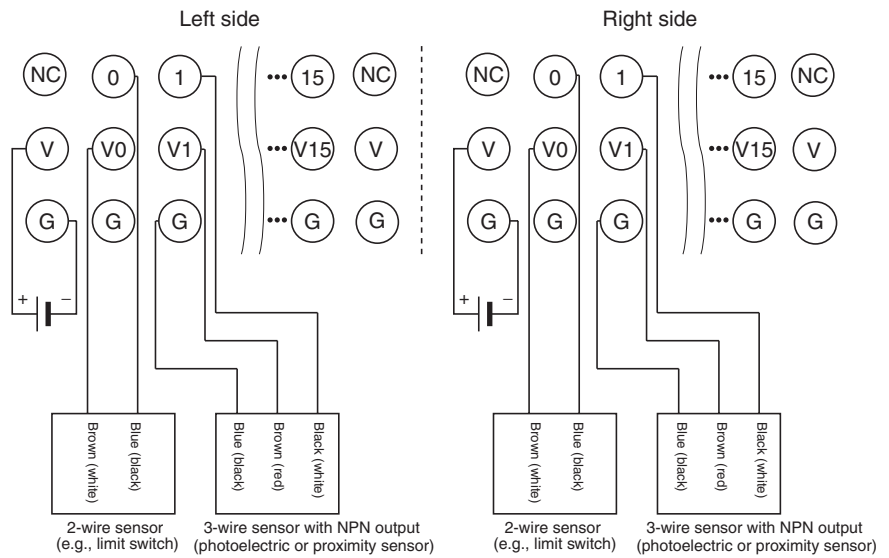 Left side Right side
NC 0 1 ••• 15 NC NC 0 1 ••• 15 NC
V V0 V1 ••• V15 V V V0 V1 ••• V15 V
G G G ••• G G G G G ••• G G
+ − + −
Brown (white)
Blue (black)
Blue (black)
Brown (red)
Black (white)
Brown (white)
Blue (black)
Blue (black)
Brown (red)
Black (white)
2-wire sensor
(e.g., limit switch)
3-wire sensor with NPN output
(photoelectric or proximity sensor)
2-wire sensor
(e.g., limit switch)
3-wire sensor with NPN output
(photoelectric or proximity sensor)